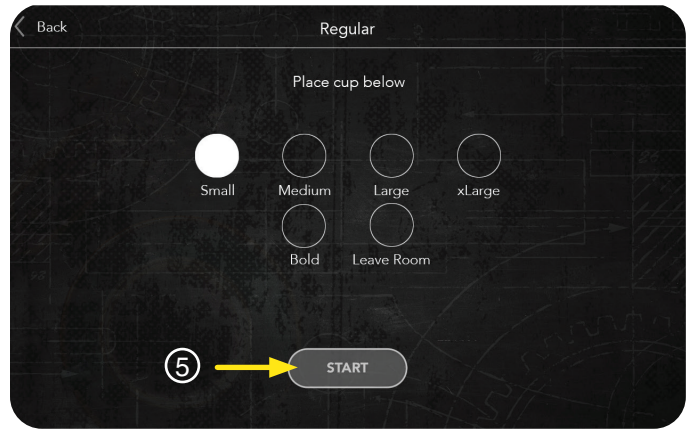 Back Regular
Place cup below
Small Medium Large xLarge
Bold Leave Room
5 START